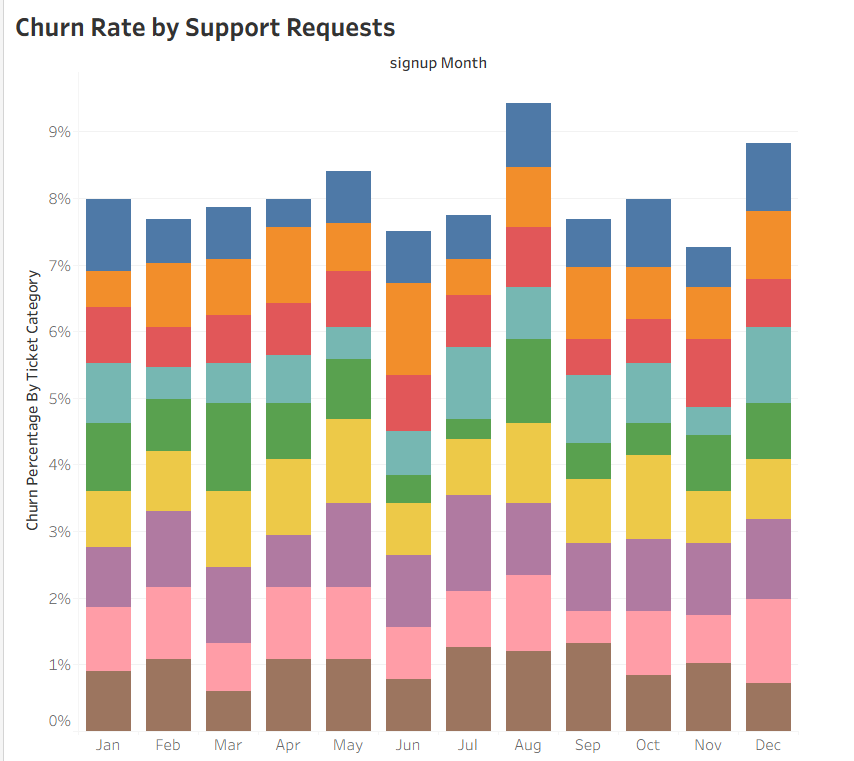 Churn Rate by Support Requests
signup Month
Churn Percentage By Ticket Category
9%
8%
7%
6%
5%
4%
3%
2%
1%
0%
Jan Feb Mar Apr May Jun Jul Aug Sep Oct Nov Dec